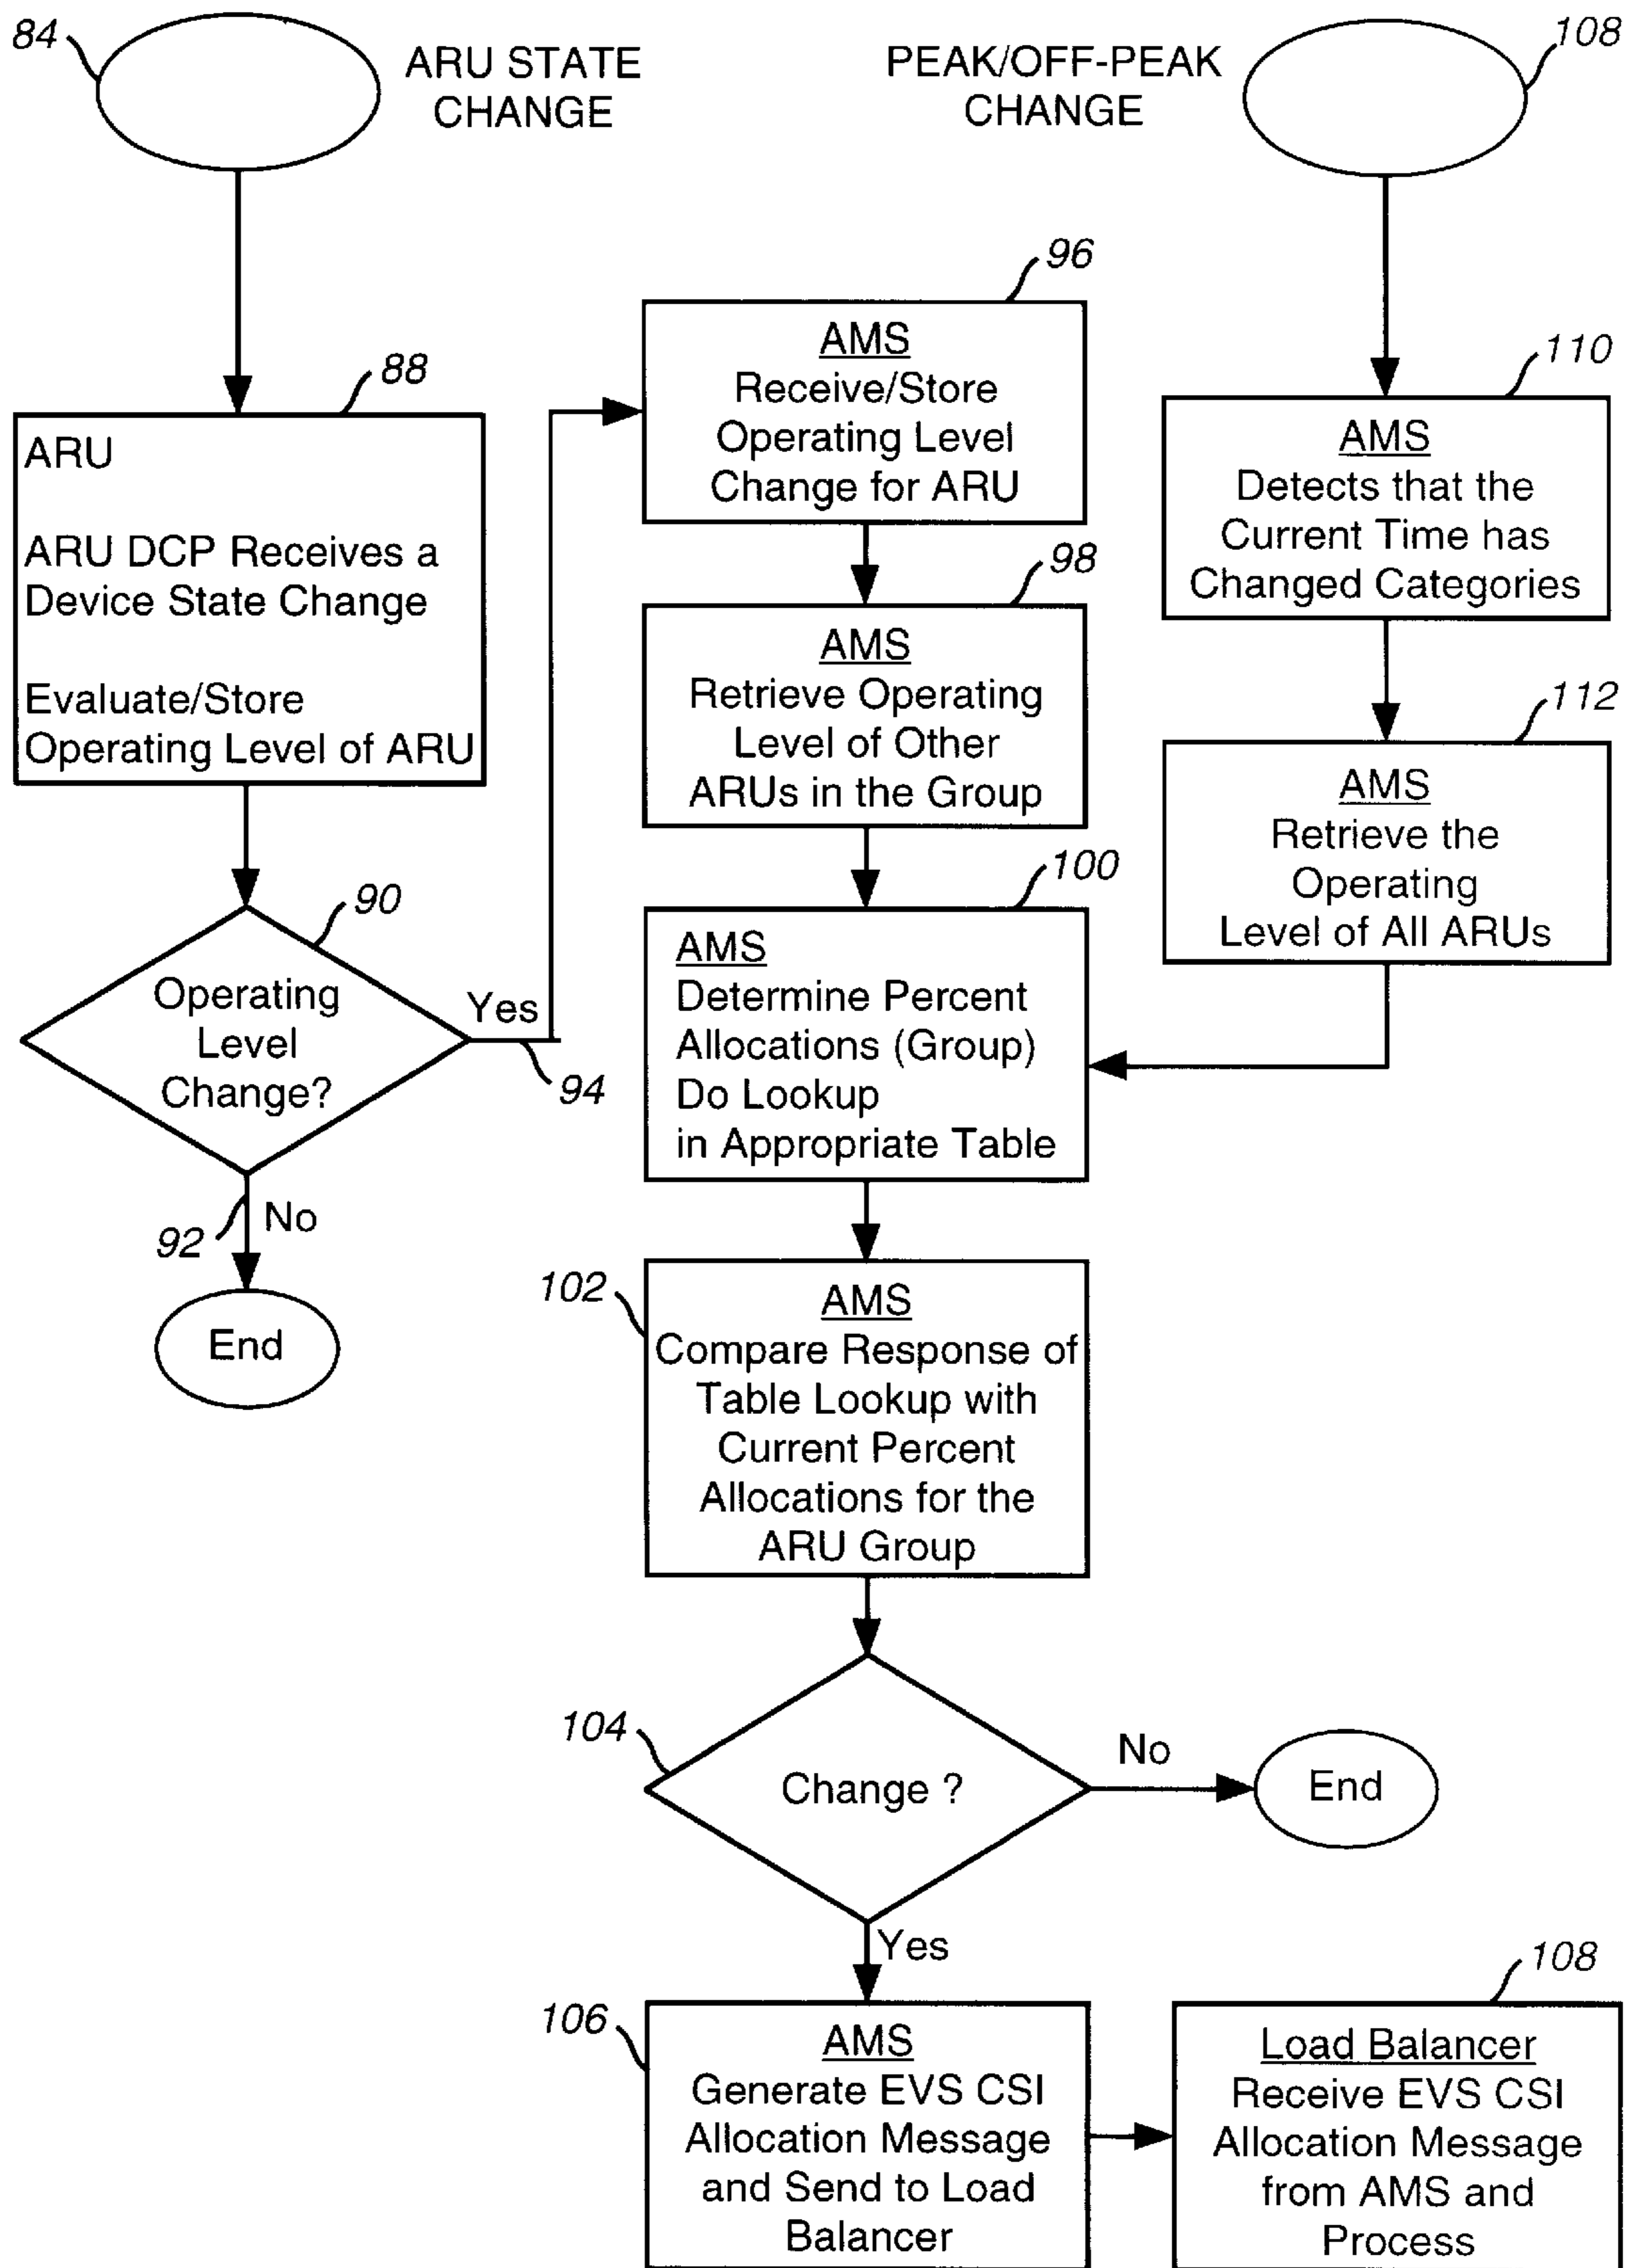 84
ARU STATE
CHANGE
PEAK/OFF-PEAK
CHANGE
108
88
ARU
ARU DCP Receives a
Device State Change
Evaluate/Store
Operating Level of ARU
90
Operating
Level
Change?
Yes
94
92
No
End
96
AMS
Receive/Store
Operating Level
Change for ARU
98
AMS
Retrieve Operating
Level of Other
ARUs in the Group
110
AMS
Detects that the
Current Time has
Changed Categories
112
AMS
Retrieve the
Operating
Level of All ARUs
100
AMS
Determine Percent
Allocations (Group)
Do Lookup
in Appropriate Table
102
AMS
Compare Response of
Table Lookup with
Current Percent
Allocations for the
ARU Group
104
Change ?
No
End
Yes
106
AMS
Generate EVS CSI
Allocation Message
and Send to Load
Balancer
108
Load Balancer
Receive EVS CSI
Allocation Message
from AMS and
Process